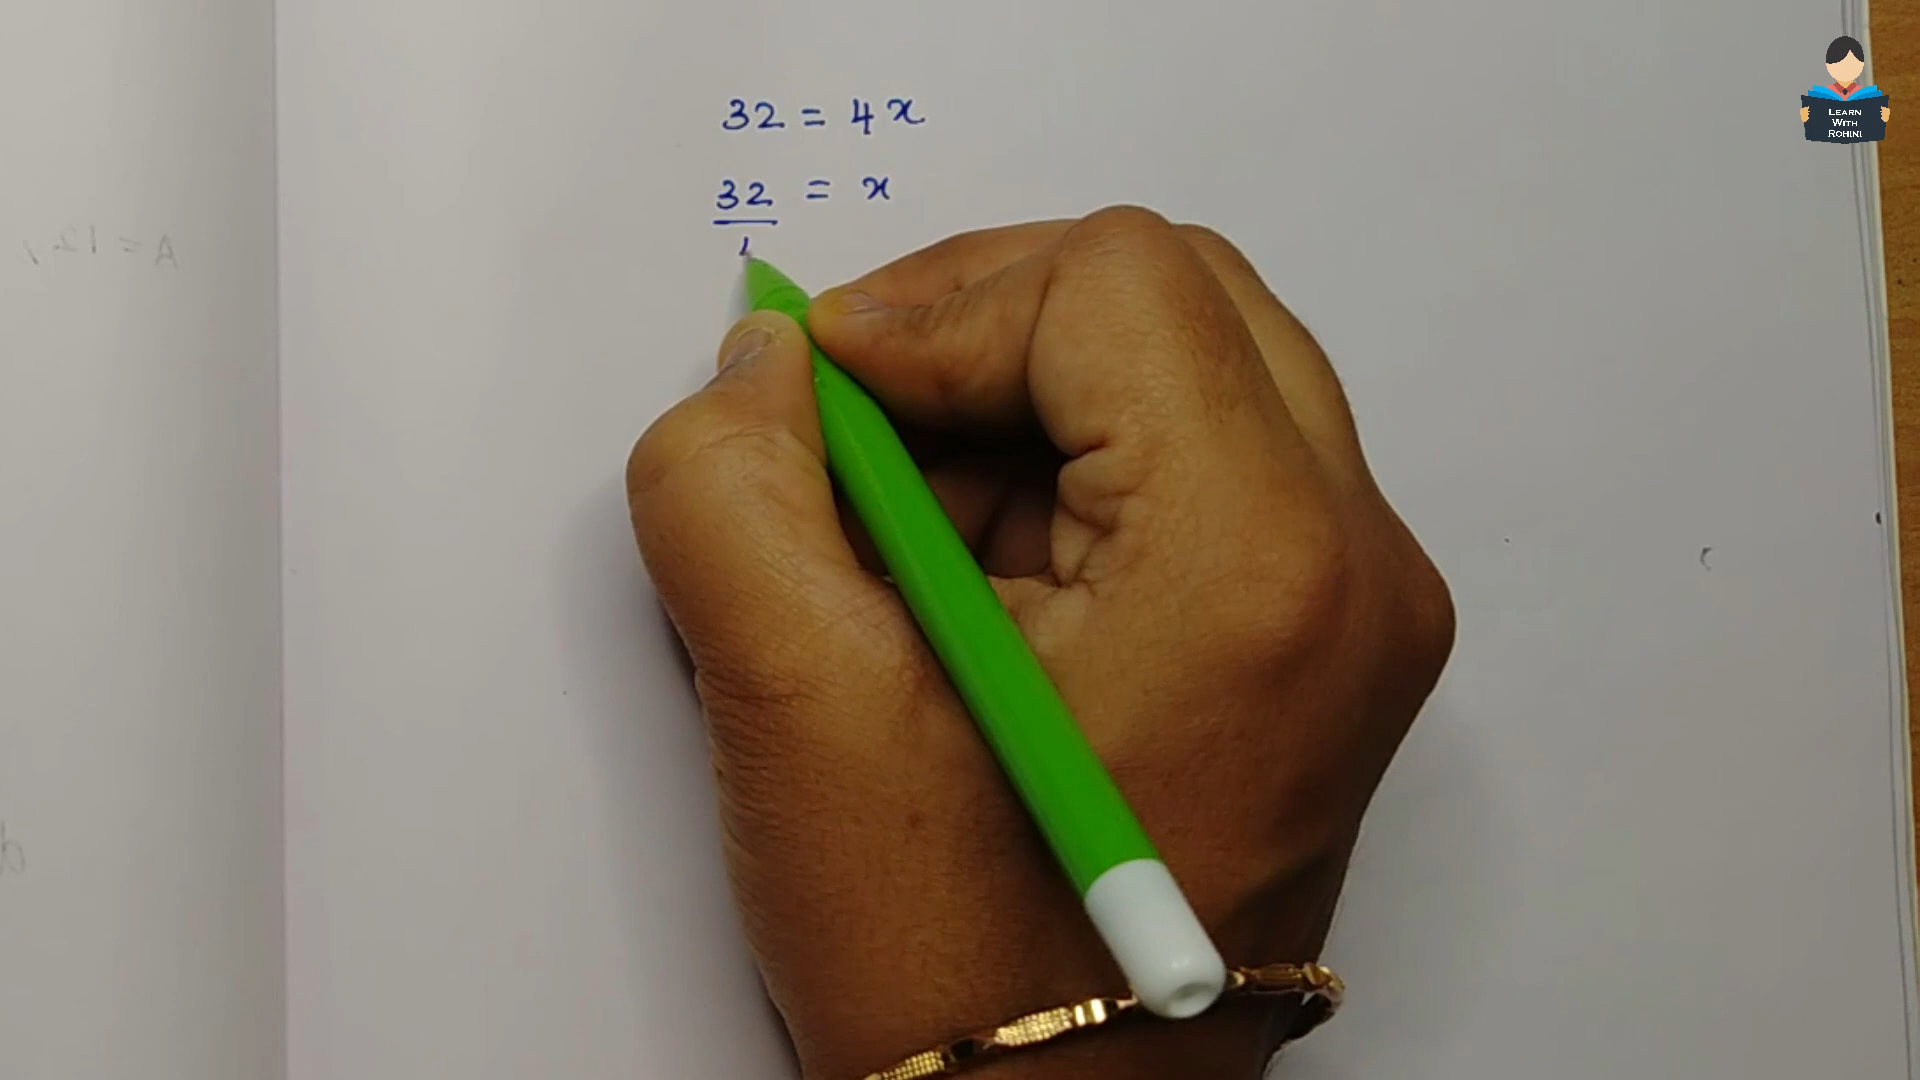 32 = 4x
32 = x
LEARN
WITH
ROHINI